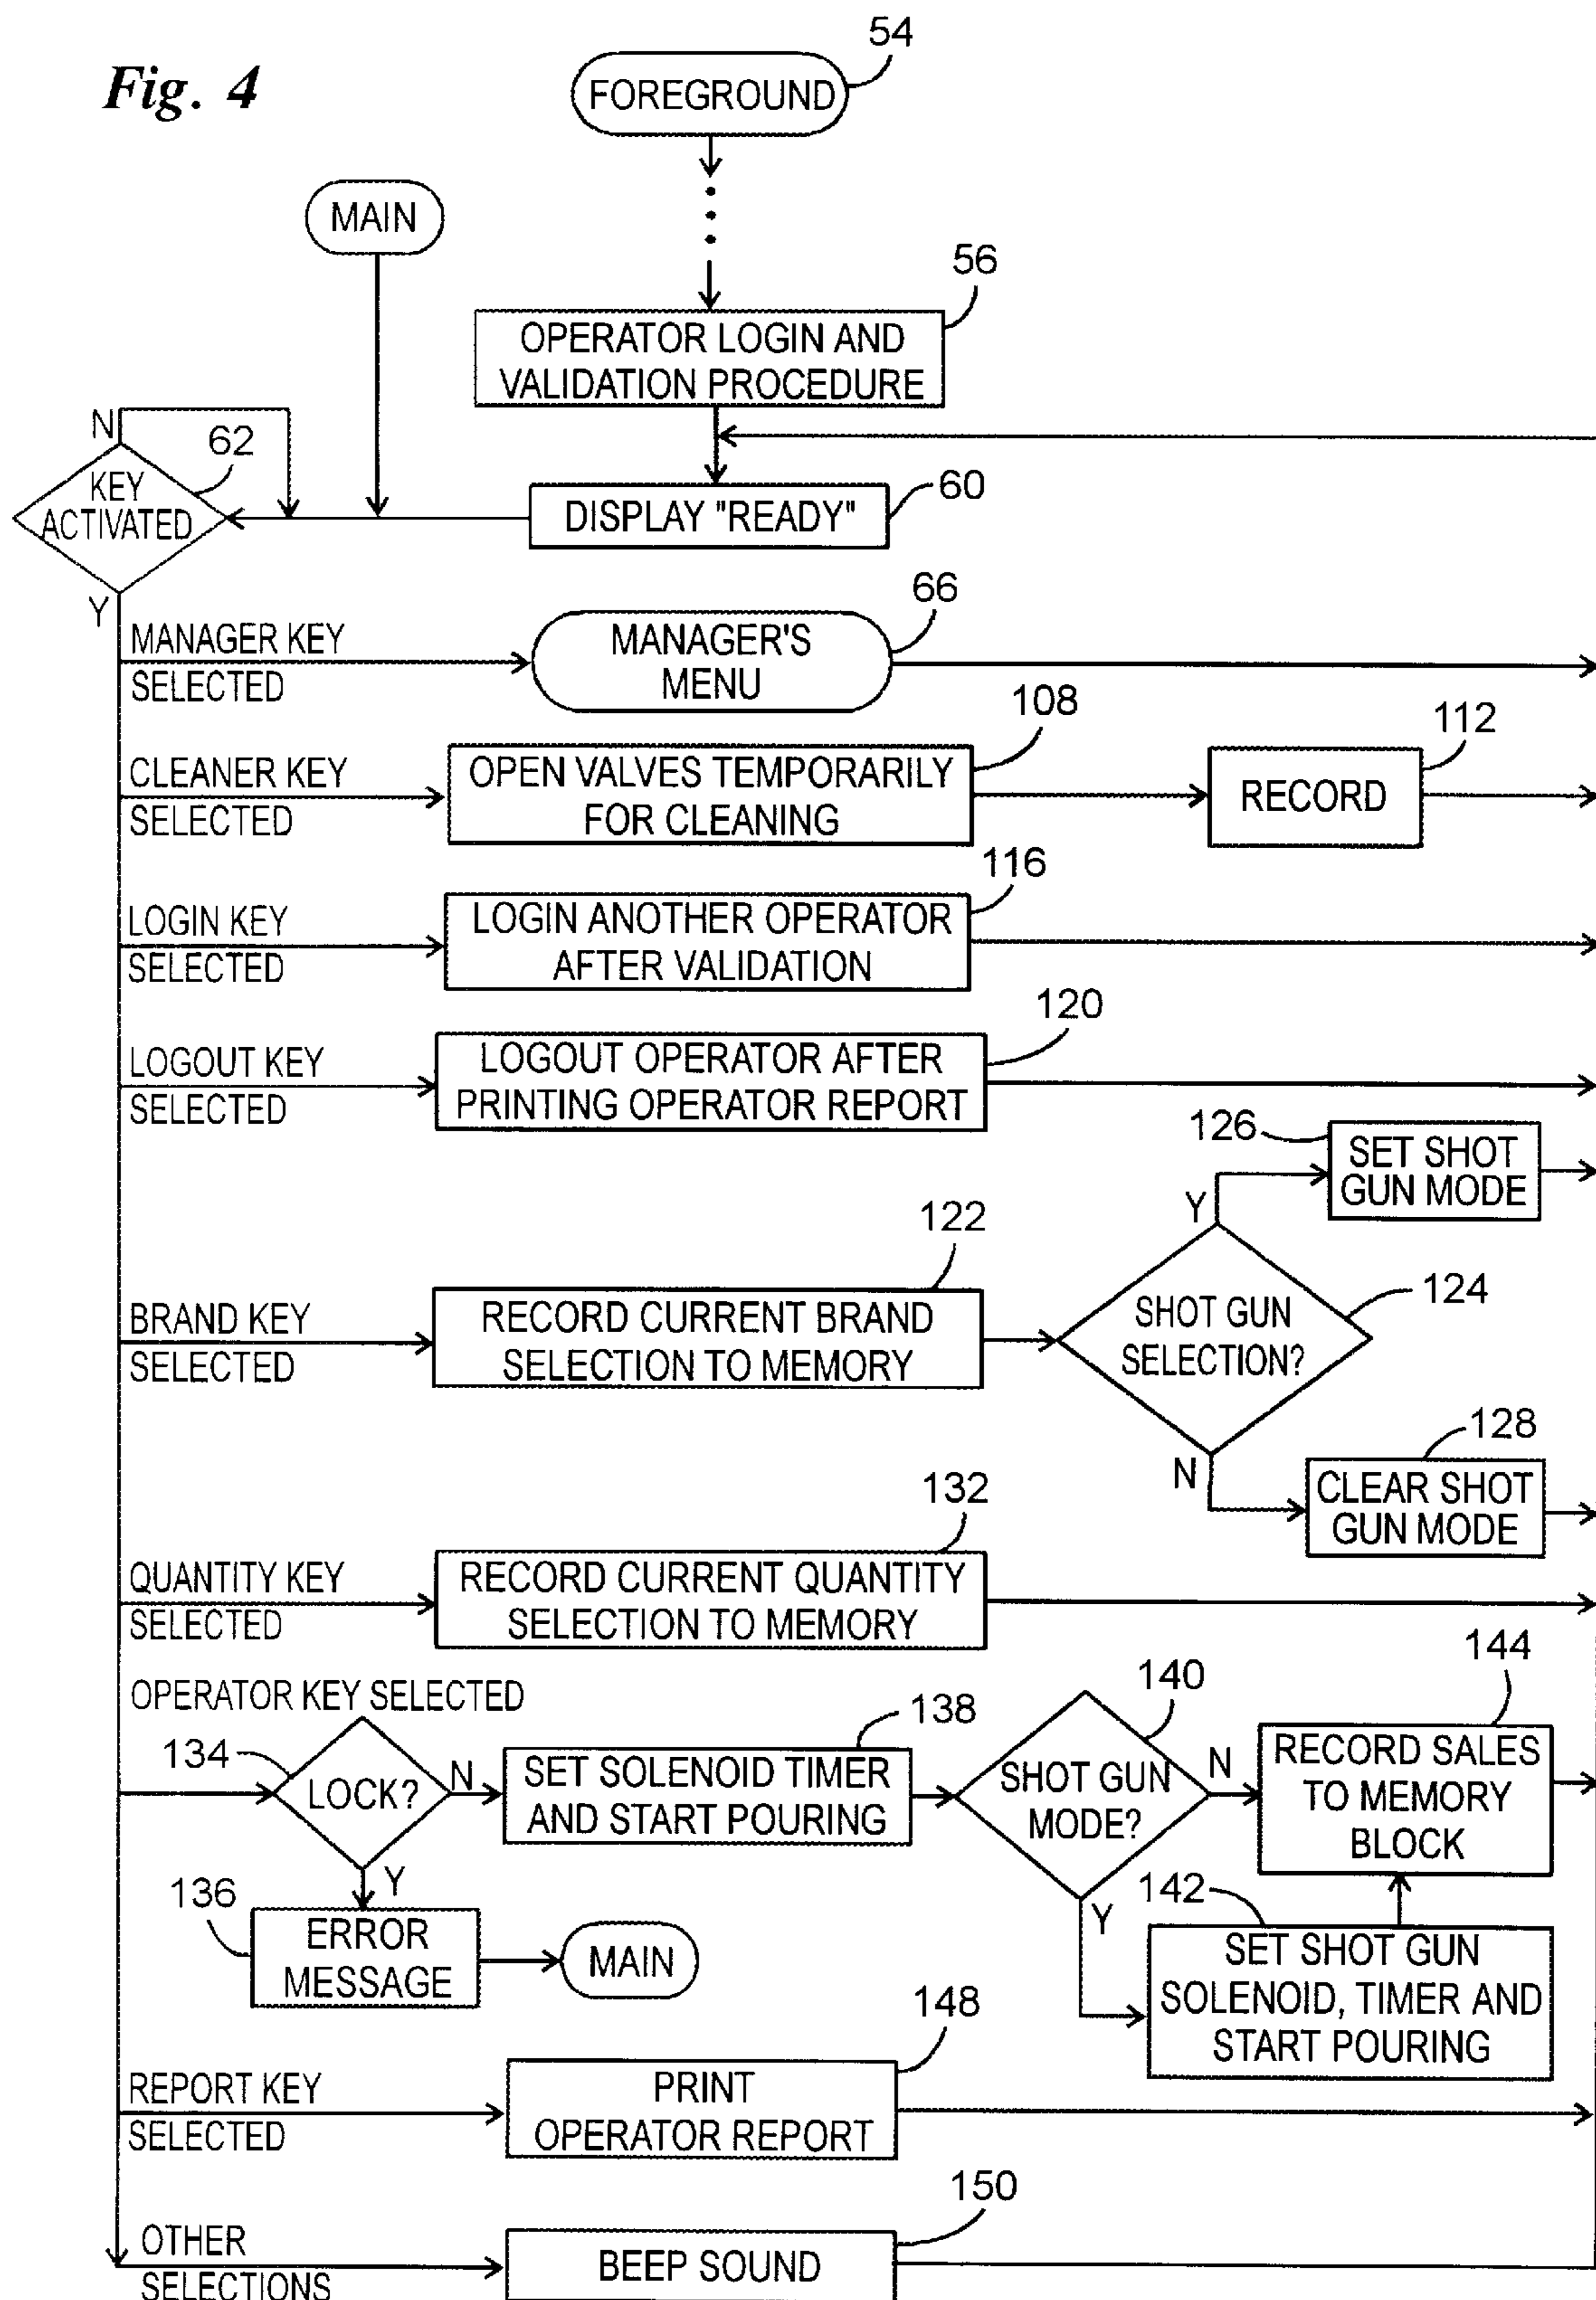 Fig. 4
54
FOREGROUND
MAIN
56
OPERATOR LOGIN AND
VALIDATION PROCEDURE
N
62
KEY
ACTIVATED
60
DISPLAY "READY"
Y
66
MANAGER KEY
SELECTED
MANAGER'S
MENU
108
112
CLEANER KEY
SELECTED
OPEN VALVES TEMPORARILY
FOR CLEANING
RECORD
116
LOGIN KEY
SELECTED
LOGIN ANOTHER OPERATOR
AFTER VALIDATION
120
LOGOUT KEY
SELECTED
LOGOUT OPERATOR AFTER
PRINTING OPERATOR REPORT
126
SET SHOT
GUN MODE
Y
122
BRAND KEY
SELECTED
RECORD CURRENT BRAND
SELECTION TO MEMORY
SHOT GUN
SELECTION?
124
N
128
CLEAR SHOT
GUN MODE
132
QUANTITY KEY
SELECTED
RECORD CURRENT QUANTITY
SELECTION TO MEMORY
OPERATOR KEY SELECTED
134
LOCK?
N
138
SET SOLENOID TIMER
AND START POURING
140
SHOT GUN
MODE?
N
144
RECORD SALES
TO MEMORY
BLOCK
Y
136
ERROR
MESSAGE
MAIN
Y
142
SET SHOT GUN
SOLENOID, TIMER AND
START POURING
148
REPORT KEY
SELECTED
PRINT
OPERATOR REPORT
150
OTHER
SELECTIONS
BEEP SOUND